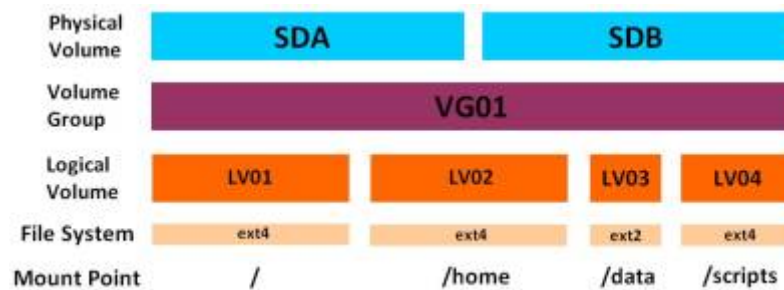 Physical Volume SDA SDB
Volume Group VG01
Logical Volume LV01 LV02 LV03 LV04
File System ext4 ext4 ext2 ext4
Mount Point / /home /data /scripts